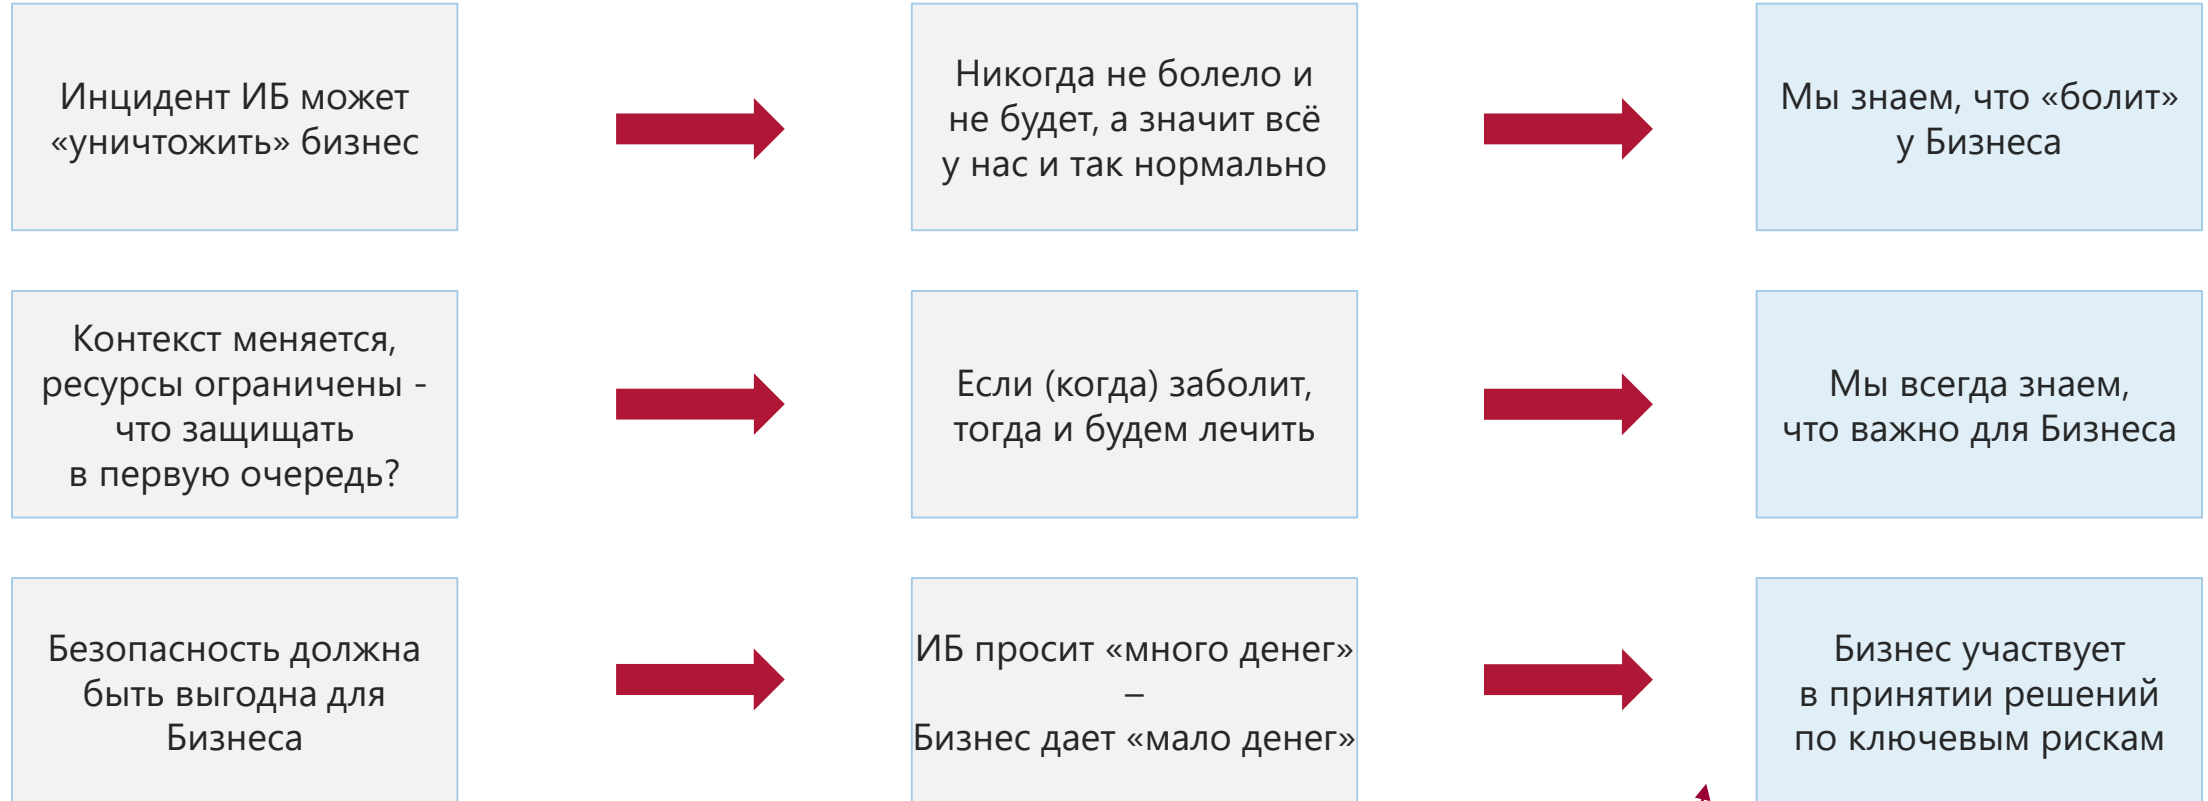 Инцидент ИБ может
«уничтожить» бизнес
Никогда не болело и
не будет, а значит всё
у нас и так нормально
Мы знаем, что «болит»
у Бизнеса
Контекст меняется,
ресурсы ограничены -
что защищать
в первую очередь?
Если (когда) заболит,
тогда и будем лечить
Мы всегда знаем,
что важно для Бизнеса
Безопасность должна
быть выгодна для
Бизнеса
ИБ просит «много денег»
–
Бизнес дает «мало денег»
Бизнес участвует
в принятии решений
по ключевым рискам